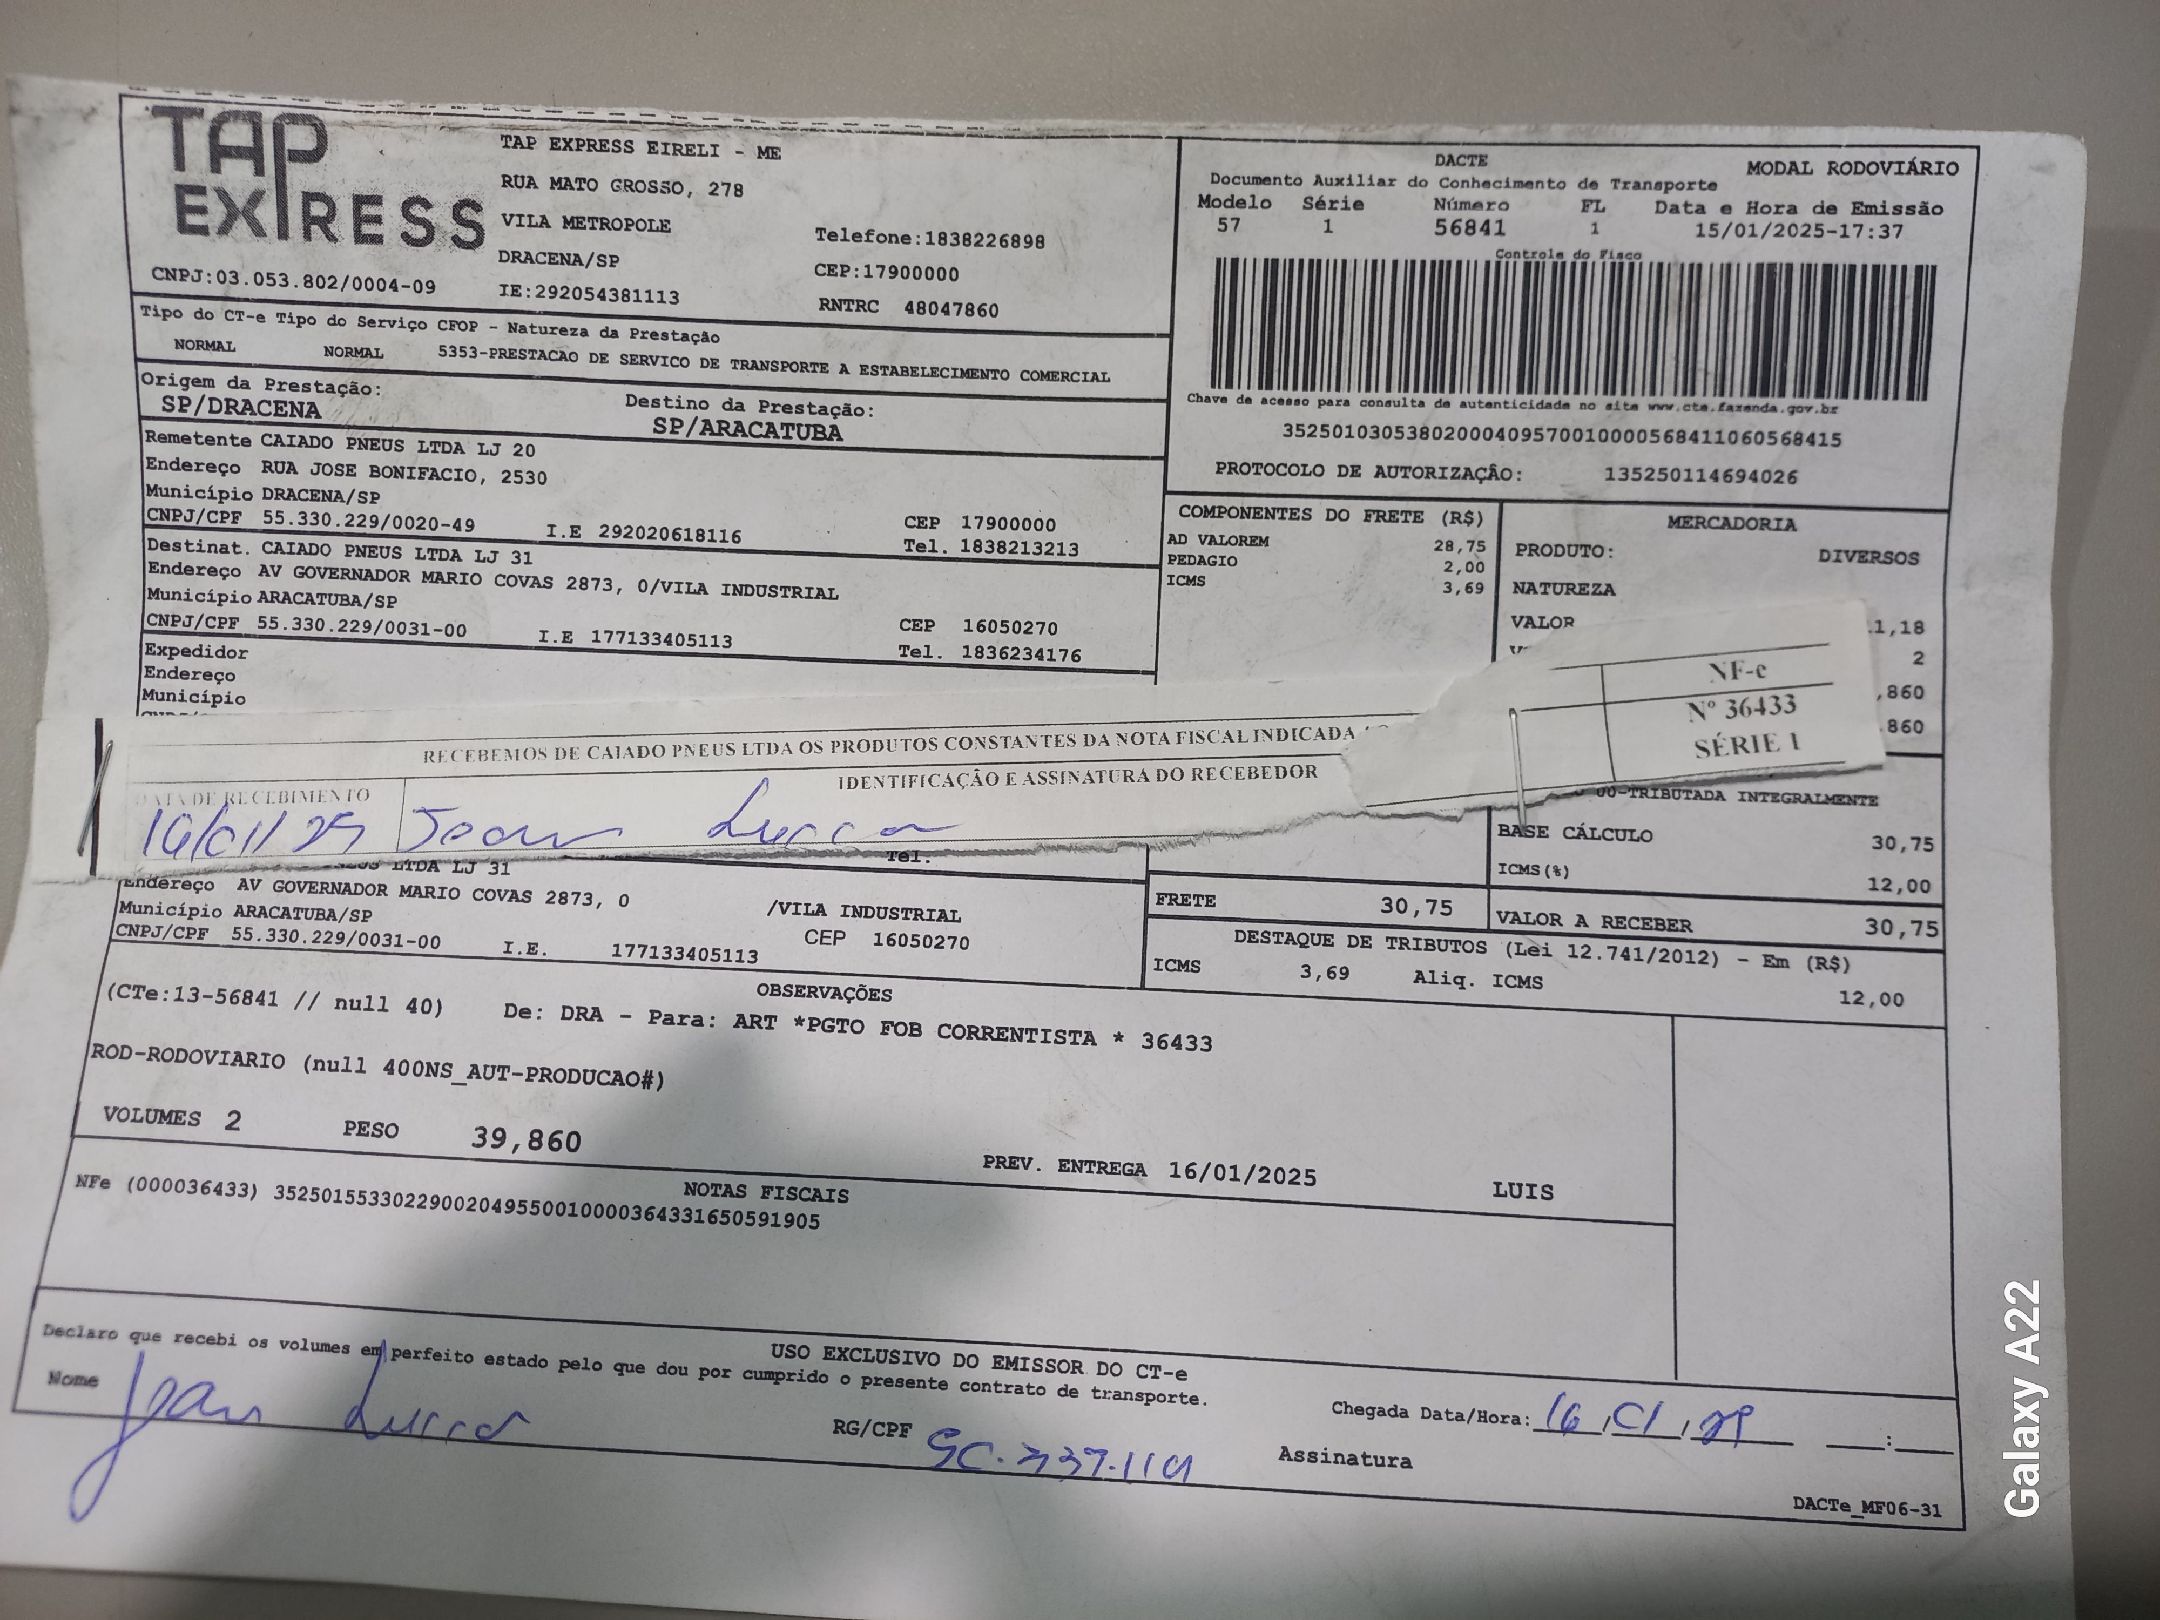 TAP
EXPRESS
CNPJ:03.053.802/0004-09
TAP EXPRESS EIRELI - ME
RUA MATO GROSSO, 278
VILA METROPOLE
DRACENA/SP
IE:292054381113
Telefone:1838226898
CEP:17900000
RNTRC 48047860
DACTE
MODAL RODOVIÁRIO
Documento Auxiliar do Conhecimento de Transporte
Modelo Série Número FL Data e Hora de Emissão
57 1 56841 1 15/01/2025-17:37
Controle do Fisco
Chave de acesso para consulta de autenticidade no site www.cte.fazenda.gov.br
35250103053802000409570010000568411060568415
PROTOCOLO DE AUTORIZAÇÂO: 135250114694026
Tipo do CT-e Tipo do Serviço CFOP - Natureza da Prestação
NORMAL NORMAL 5353-PRESTACAO DE SERVICO DE TRANSPORTE A ESTABELECIMENTO COMERCIAL
Origem da Prestação:
SP/DRACENA
Destino da Prestação:
SP/ARACATUBA
Remetente CAIADO PNEUS LTDA LJ 20
Endereço RUA JOSE BONIFACIO, 2530
Município DRACENA/SP
CNPJ/CPF 55.330.229/0020-49 I.E 292020618116
CEP 17900000
Tel. 1838213213
Destinat. CAIADO PNEUS LTDA LJ 31
Endereço AV GOVERNADOR MARIO COVAS 2873, 0/VILA INDUSTRIAL
Município ARACATUBA/SP
CNPJ/CPF 55.330.229/0031-00 I.E 177133405113
CEP 16050270
Tel. 1836234176
Expedidor
Endereço
Município
COMPONENTES DO FRETE (R$)
AD VALOREM 28,75
PEDAGIO 2,00
ICMS 3,69
MERCADORIA
PRODUTO: DIVERSOS
NATUREZA
VALOR 1,18
2
,860
860
RECEBEMOS DE CAIADO PNEUS LTDA OS PRODUTOS CONSTANTES DA NOTA FISCAL INDICADA
DATA DE RECEBIMENTO
IDENTIFICAÇÃO E ASSINATURA DO RECEBEDOR
16/01/25
NF-e
Nº 36433
SÉRIE 1
00-TRIBUTADA INTEGRALMENTE
BASE CÁLCULO 30,75
ICMS(%) 12,00
LTDA LJ 31
Tel.
Endereço AV GOVERNADOR MARIO COVAS 2873, 0 /VILA INDUSTRIAL
Município ARACATUBA/SP
CEP 16050270
CNPJ/CPF 55.330.229/0031-00 I.E. 177133405113
FRETE 30,75
VALOR A RECEBER 30,75
DESTAQUE DE TRIBUTOS (Lei 12.741/2012) - Em (R$)
ICMS 3,69 Aliq. ICMS 12,00
OBSERVAÇÕES
(CTe:13-56841 // null 40) De: DRA - Para: ART *PGTO FOB CORRENTISTA * 36433
ROD-RODOVIARIO (null 400NS_AUT-PRODUCAO#)
VOLUMES 2 PESO 39,860
PREV. ENTREGA 16/01/2025 LUIS
NOTAS FISCAIS
NFe (000036433) 35250155330229002049550010000364331650591905
USO EXCLUSIVO DO EMISSOR DO CT-e
Declaro que recebi os volumes em perfeito estado pelo que dou por cumprido o presente contrato de transporte.
Nome
RG/CPF
Chegada Data/Hora: 16/01/25 :
Assinatura
DACTe_MF06-31
Galaxy A22